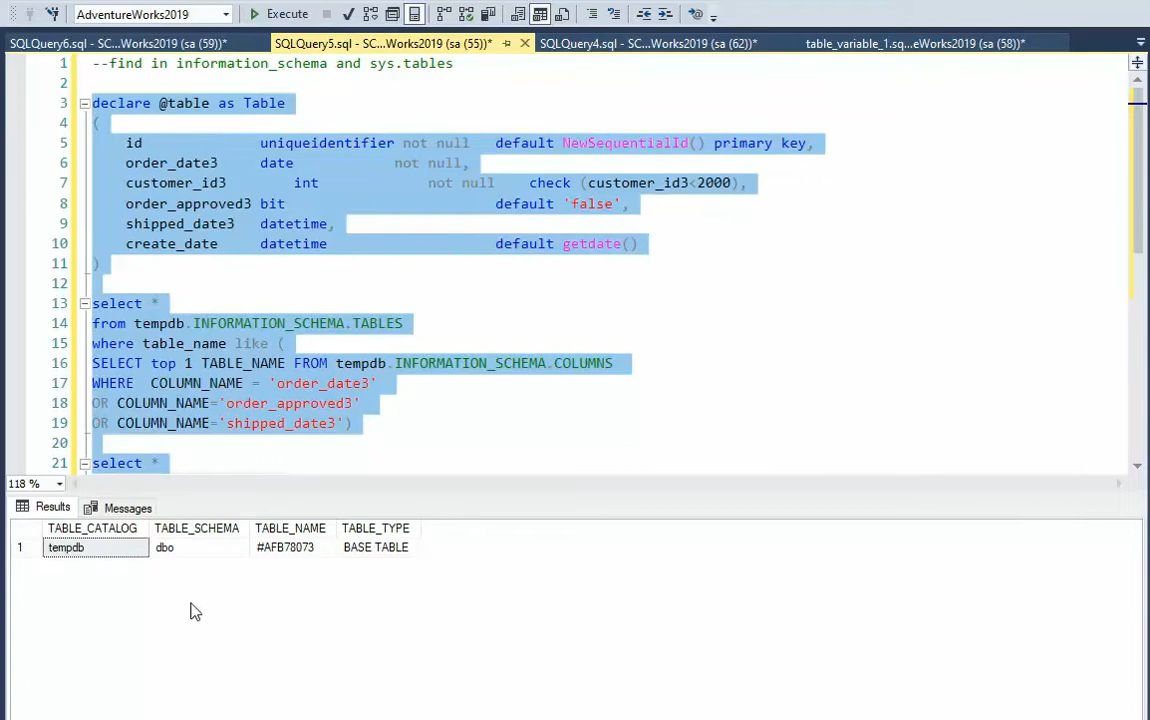 AdventureWorks2019 Execute
SQLQuery6.sql - SC...Works2019 (sa (59))* SQLQuery5.sql - SC...Works2019 (sa (55))* SQLQuery4.sql - SC...Works2019 (sa (62))* table_variable_1.sq...eWorks2019 (sa (58))*
1 --find in information_schema and sys.tables
2
3 declare @table as Table
4 (
5 id uniqueidentifier not null default NewSequentialId() primary key,
6 order_date3 date not null,
7 customer_id3 int not null check (customer_id3<2000),
8 order_approved3 bit default 'false',
9 shipped_date3 datetime,
10 create_date datetime default getdate()
11 )
12
13 select *
14 from tempdb.INFORMATION_SCHEMA.TABLES
15 where table_name like (
16 SELECT top 1 TABLE_NAME FROM tempdb.INFORMATION_SCHEMA.COLUMNS
17 WHERE COLUMN_NAME = 'order_date3'
18 OR COLUMN_NAME='order_approved3'
19 OR COLUMN_NAME='shipped_date3')
20
21 select *
118 %
Results Messages
TABLE_CATALOG TABLE_SCHEMA TABLE_NAME TABLE_TYPE
1 tempdb dbo #AFB78073 BASE TABLE